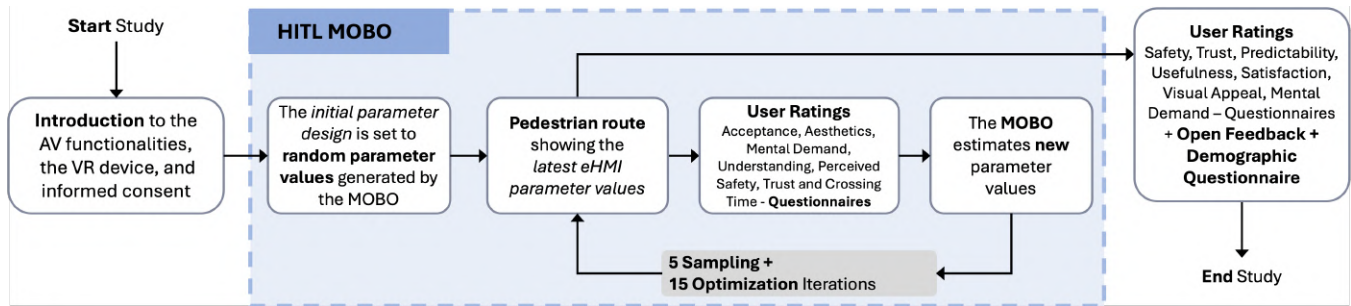 Start Study
Introduction to the
AV functionalities,
the VR device, and
informed consent
HITL MOBO
The initial parameter
design is set to
random parameter
values generated by
the MOBO
Pedestrian route
showing the
latest eHMI
parameter values
User Ratings
Acceptance, Aesthetics,
Mental Demand,
Understanding, Perceived
Safety, Trust and Crossing
Time - Questionnaires
The MOBO
estimates new
parameter
values
5 Sampling +
15 Optimization Iterations
User Ratings
Safety, Trust, Predictability,
Usefulness, Satisfaction,
Visual Appeal, Mental
Demand – Questionnaires
+ Open Feedback +
Demographic
Questionnaire
End Study